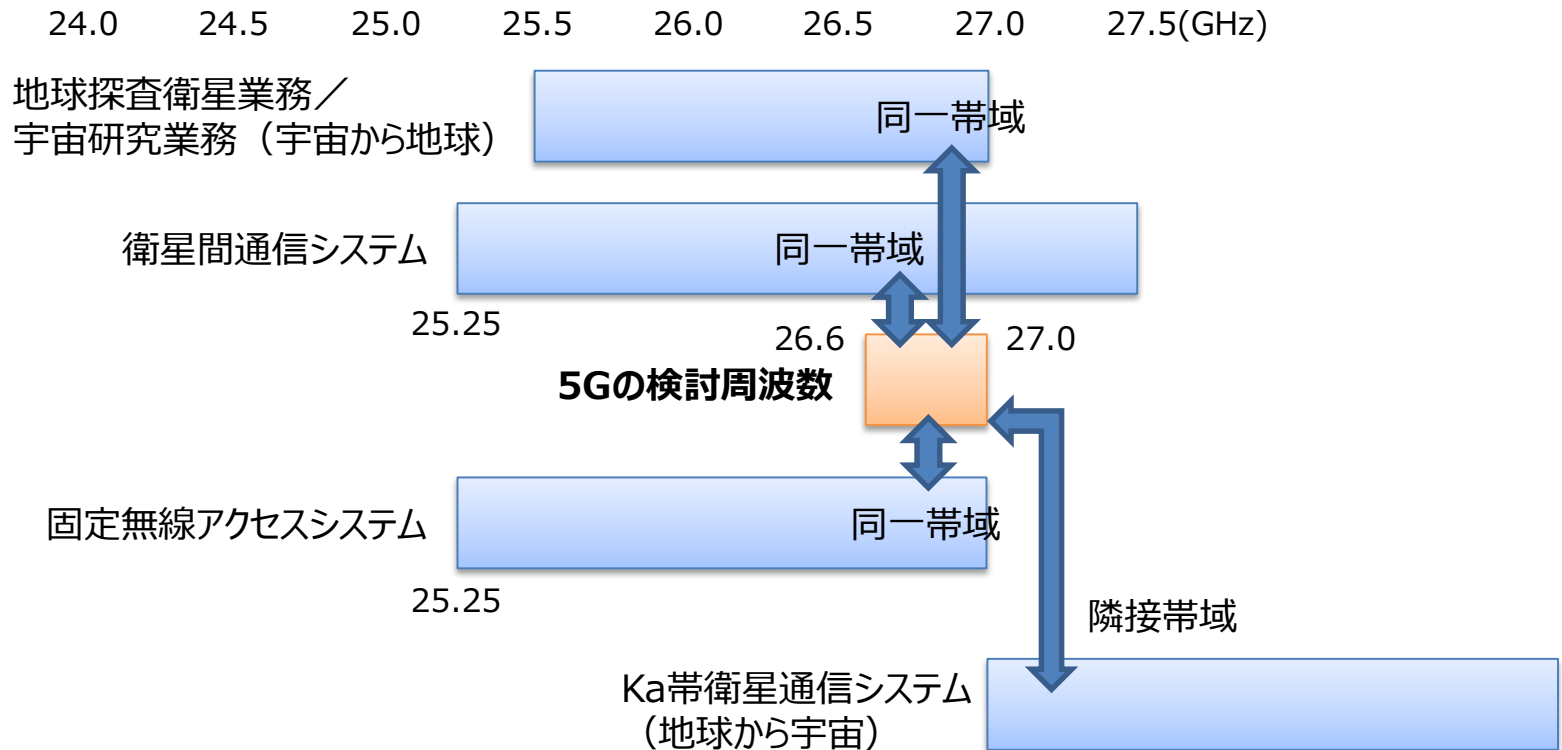 24.0 24.5 25.0 25.5 26.0 26.5 27.0 27.5(GHz)
地球探査衛星業務／
宇宙研究業務（宇宙から地球）
同一帯域
衛星間通信システム
同一帯域
25.25
26.6
27.0
5Gの検討周波数
固定無線アクセスシステム
同一帯域
25.25
隣接帯域
Ka帯衛星通信システム
（地球から宇宙）